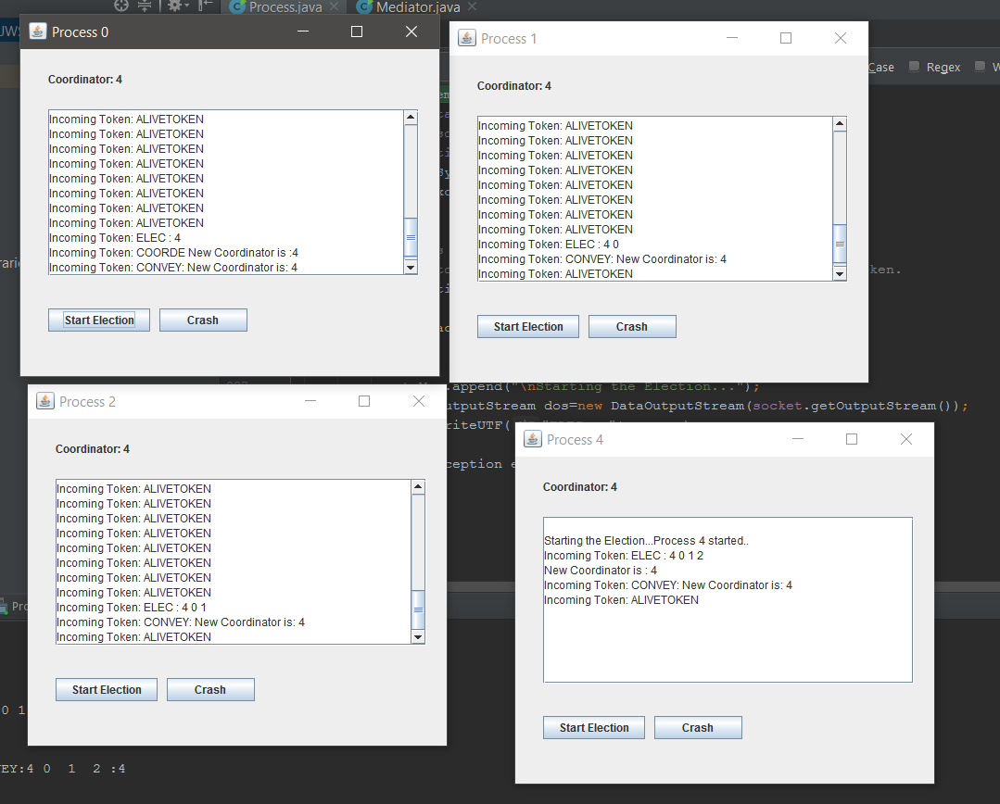 Process.java
Mediator.java
Process 0
Coordinator: 4
Incoming Token: ALIVETOKEN
Incoming Token: ALIVETOKEN
Incoming Token: ALIVETOKEN
Incoming Token: ALIVETOKEN
Incoming Token: ALIVETOKEN
Incoming Token: ALIVETOKEN
Incoming Token: ALIVETOKEN
Incoming Token: ALIVETOKEN
Incoming Token: ELEC : 4
Incoming Token: COORDE New Coordinator is :4
Incoming Token: CONVEY: New Coordinator is: 4
Start Election
Crash
Process 1
Coordinator: 4
Incoming Token: ALIVETOKEN
Incoming Token: ALIVETOKEN
Incoming Token: ALIVETOKEN
Incoming Token: ALIVETOKEN
Incoming Token: ALIVETOKEN
Incoming Token: ALIVETOKEN
Incoming Token: ALIVETOKEN
Incoming Token: ALIVETOKEN
Incoming Token: ELEC : 4 0
Incoming Token: CONVEY: New Coordinator is: 4
Incoming Token: ALIVETOKEN
Start Election
Crash
Case
Regex
W
ken.
.append("\nStarting the Election...");
utputStream dos=new DataOutputStream(socket.getOutputStream());
riteUTF(
ception e
Process 2
Coordinator: 4
Incoming Token: ALIVETOKEN
Incoming Token: ALIVETOKEN
Incoming Token: ALIVETOKEN
Incoming Token: ALIVETOKEN
Incoming Token: ALIVETOKEN
Incoming Token: ALIVETOKEN
Incoming Token: ALIVETOKEN
Incoming Token: ALIVETOKEN
Incoming Token: ELEC : 4 0 1
Incoming Token: CONVEY: New Coordinator is: 4
Incoming Token: ALIVETOKEN
Start Election
Crash
Process 4
Coordinator: 4
Starting the Election...Process 4 started..
Incoming Token: ELEC : 4 0 1 2
New Coordinator is : 4
Incoming Token: CONVEY: New Coordinator is: 4
Incoming Token: ALIVETOKEN
Start Election
Crash
Pro
0 1
EY:4 0 1 2 :4